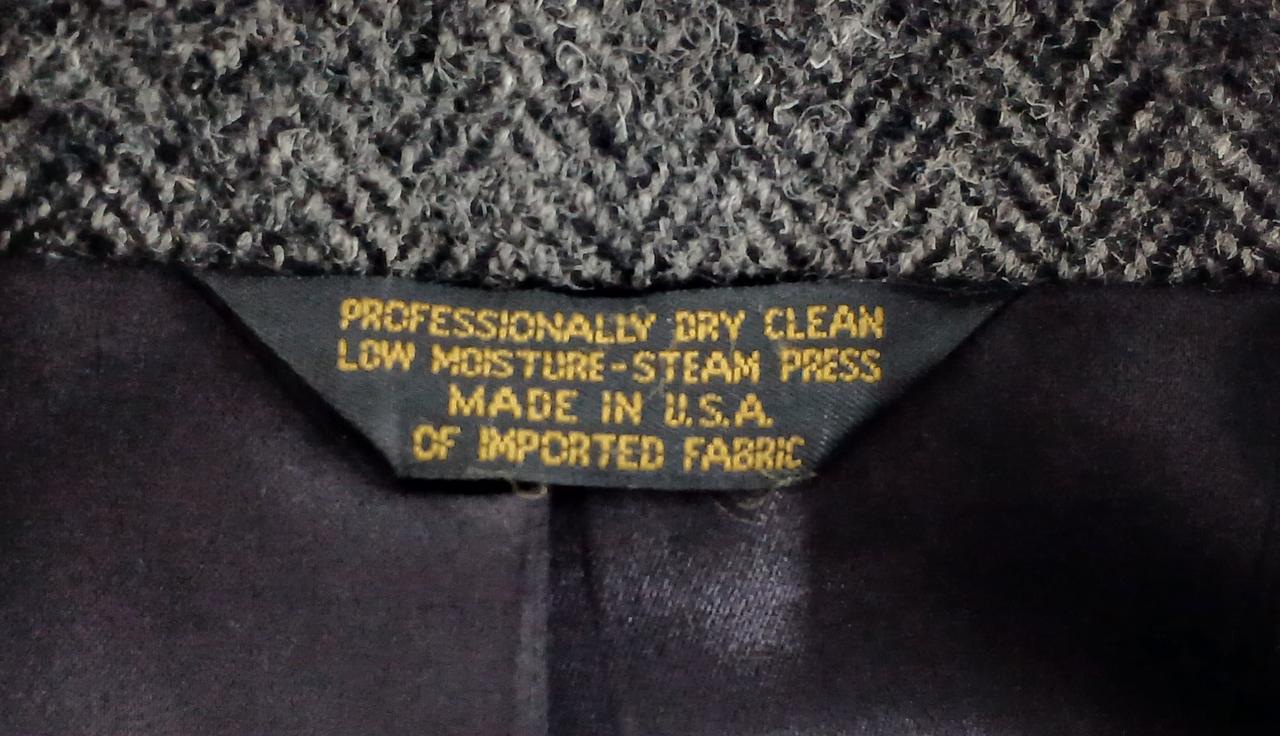 PROFESSIONALLY DRY CLEAN
LOW MOISTURE-STEAM PRESS
MADE IN U.S.A.
OF IMPORTED FABRIC